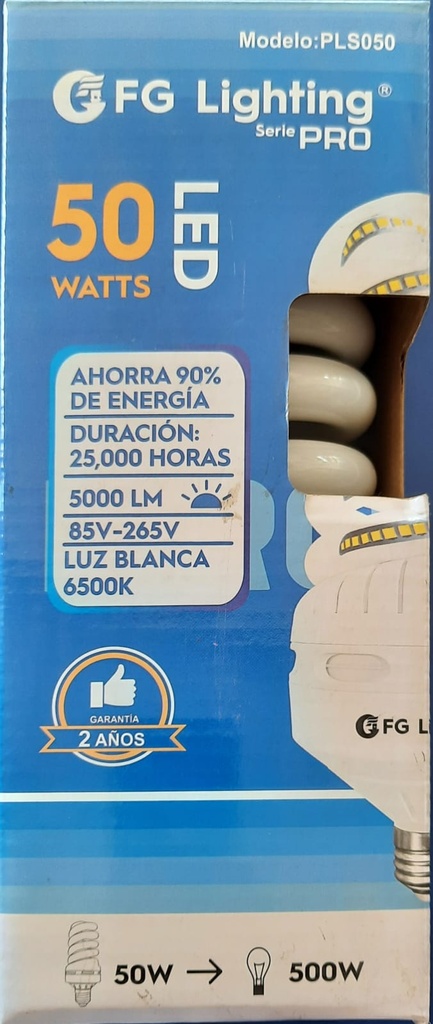 Modelo:PLS050
FG Lighting®
Serie PRO
50 LED
WATTS
AHORRA 90%
DE ENERGÍA
DURACIÓN:
25,000 HORAS
5000 LM
85V-265V
LUZ BLANCA
6500K
GARANTÍA
2 AÑOS
FG
50W → 500W